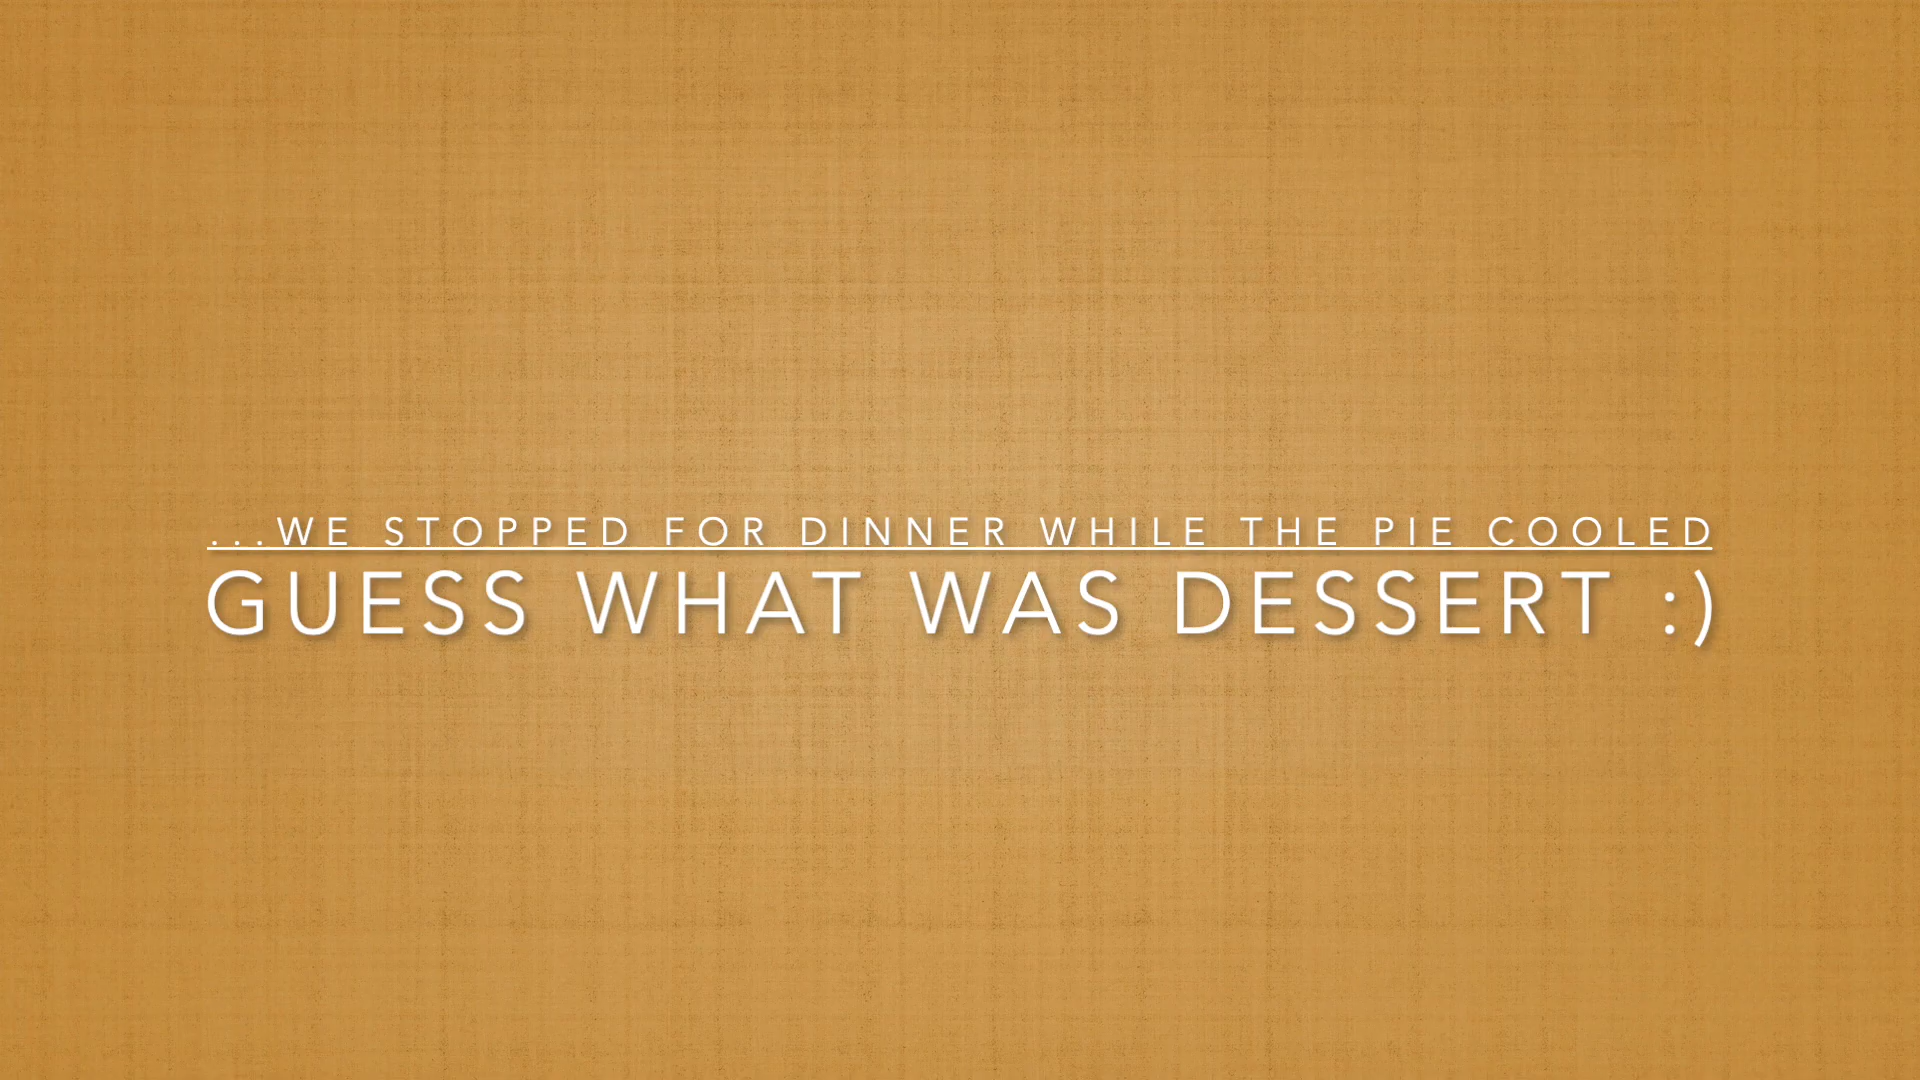 ...WE STOPPED FOR DINNER WHILE THE PIE COOLED
GUESS WHAT WAS DESSERT :)